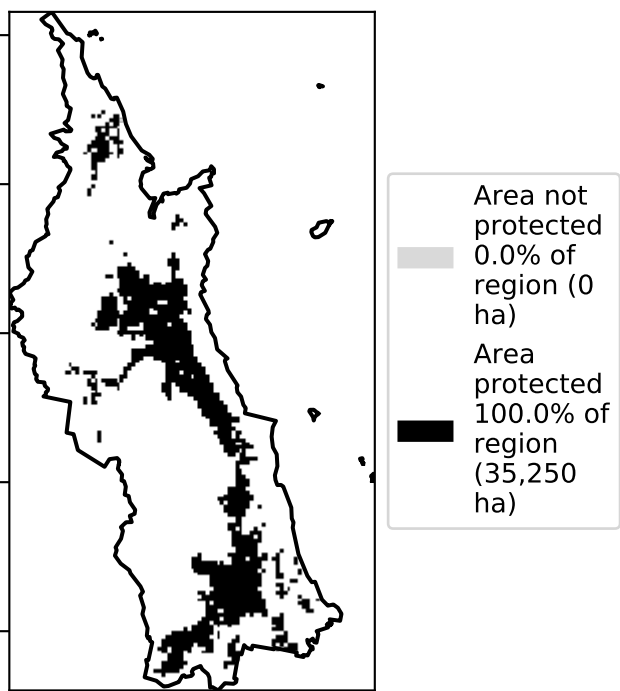 Area not
protected
0.0% of
region (0
ha)
Area
protected
100.0% of
region
(35,250
ha)